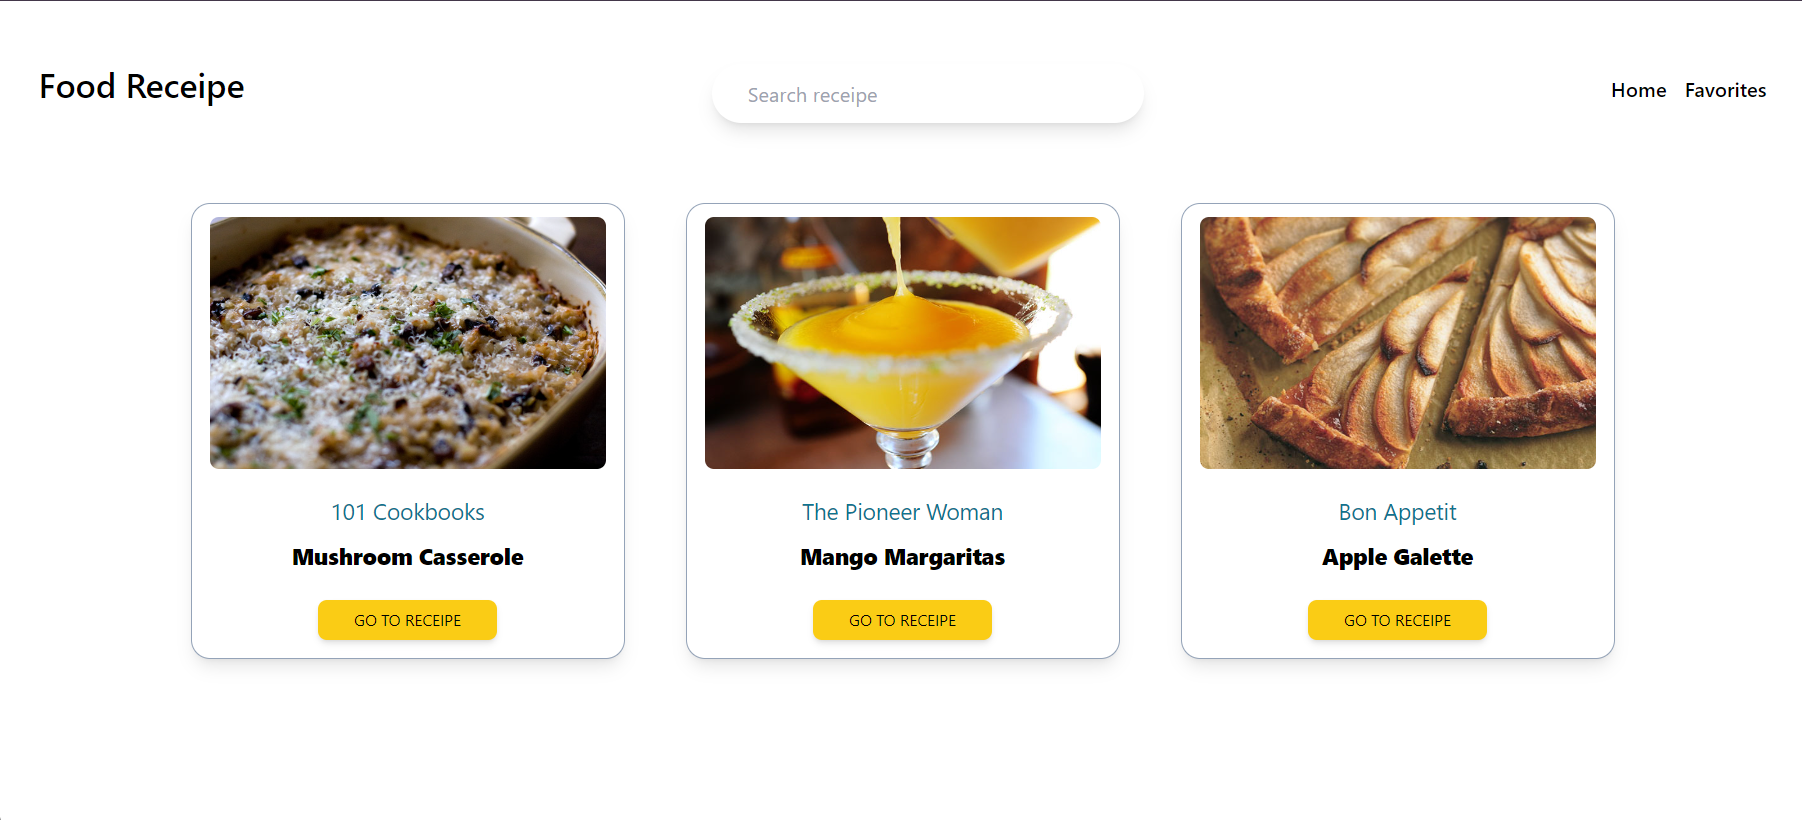 Food Receipe
Search receipe
Home
Favorites
101 Cookbooks
Mushroom Casserole
GO TO RECEIPE
The Pioneer Woman
Mango Margaritas
GO TO RECEIPE
Bon Appetit
Apple Galette
GO TO RECEIPE